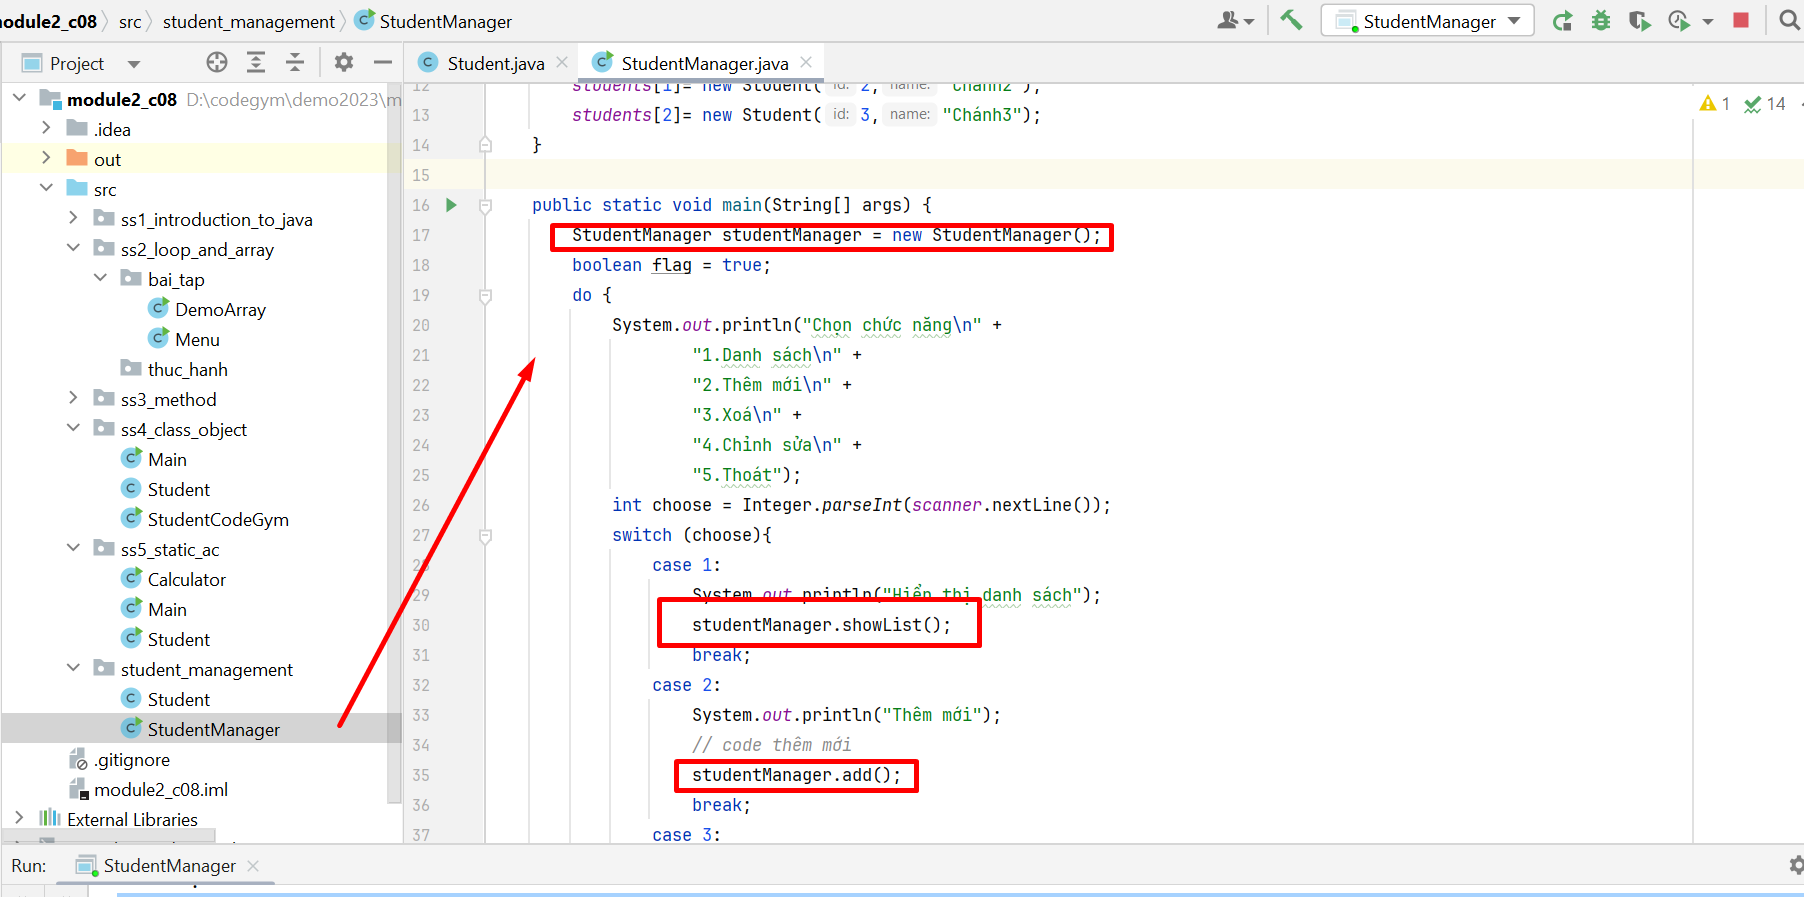 module2_c08 src student_management StudentManager
StudentManager
Project
Student.java
StudentManager.java
module2_c08 D:\codegym\demo2023\m
.idea
out
src
ss1_introduction_to_java
ss2_loop_and_array
bai_tap
DemoArray
Menu
thuc_hanh
ss3_method
ss4_class_object
Main
Student
StudentCodeGym
ss5_static_ac
Calculator
Main
Student
student_management
Student
StudentManager
.gitignore
module2_c08.iml
External Libraries
1 14
12 students[1]= new Student( id: 2, name: "Chánh2");
13 students[2]= new Student( id: 3, name: "Chánh3");
14 }
15
16 public static void main(String[] args) {
17 StudentManager studentManager = new StudentManager();
18 boolean flag = true;
19 do {
20 System.out.println("Chọn chức năng\n" +
21 "1.Danh sách\n" +
22 "2.Thêm mới\n" +
23 "3.Xoá\n" +
24 "4.Chỉnh sửa\n" +
25 "5.Thoát");
26 int choose = Integer.parseInt(scanner.nextLine());
27 switch (choose){
28 case 1:
29 System.out.println("Hiển thị danh sách");
30 studentManager.showList();
31 break;
32 case 2:
33 System.out.println("Thêm mới");
34 // code thêm mới
35 studentManager.add();
36 break;
37 case 3:
Run: StudentManager